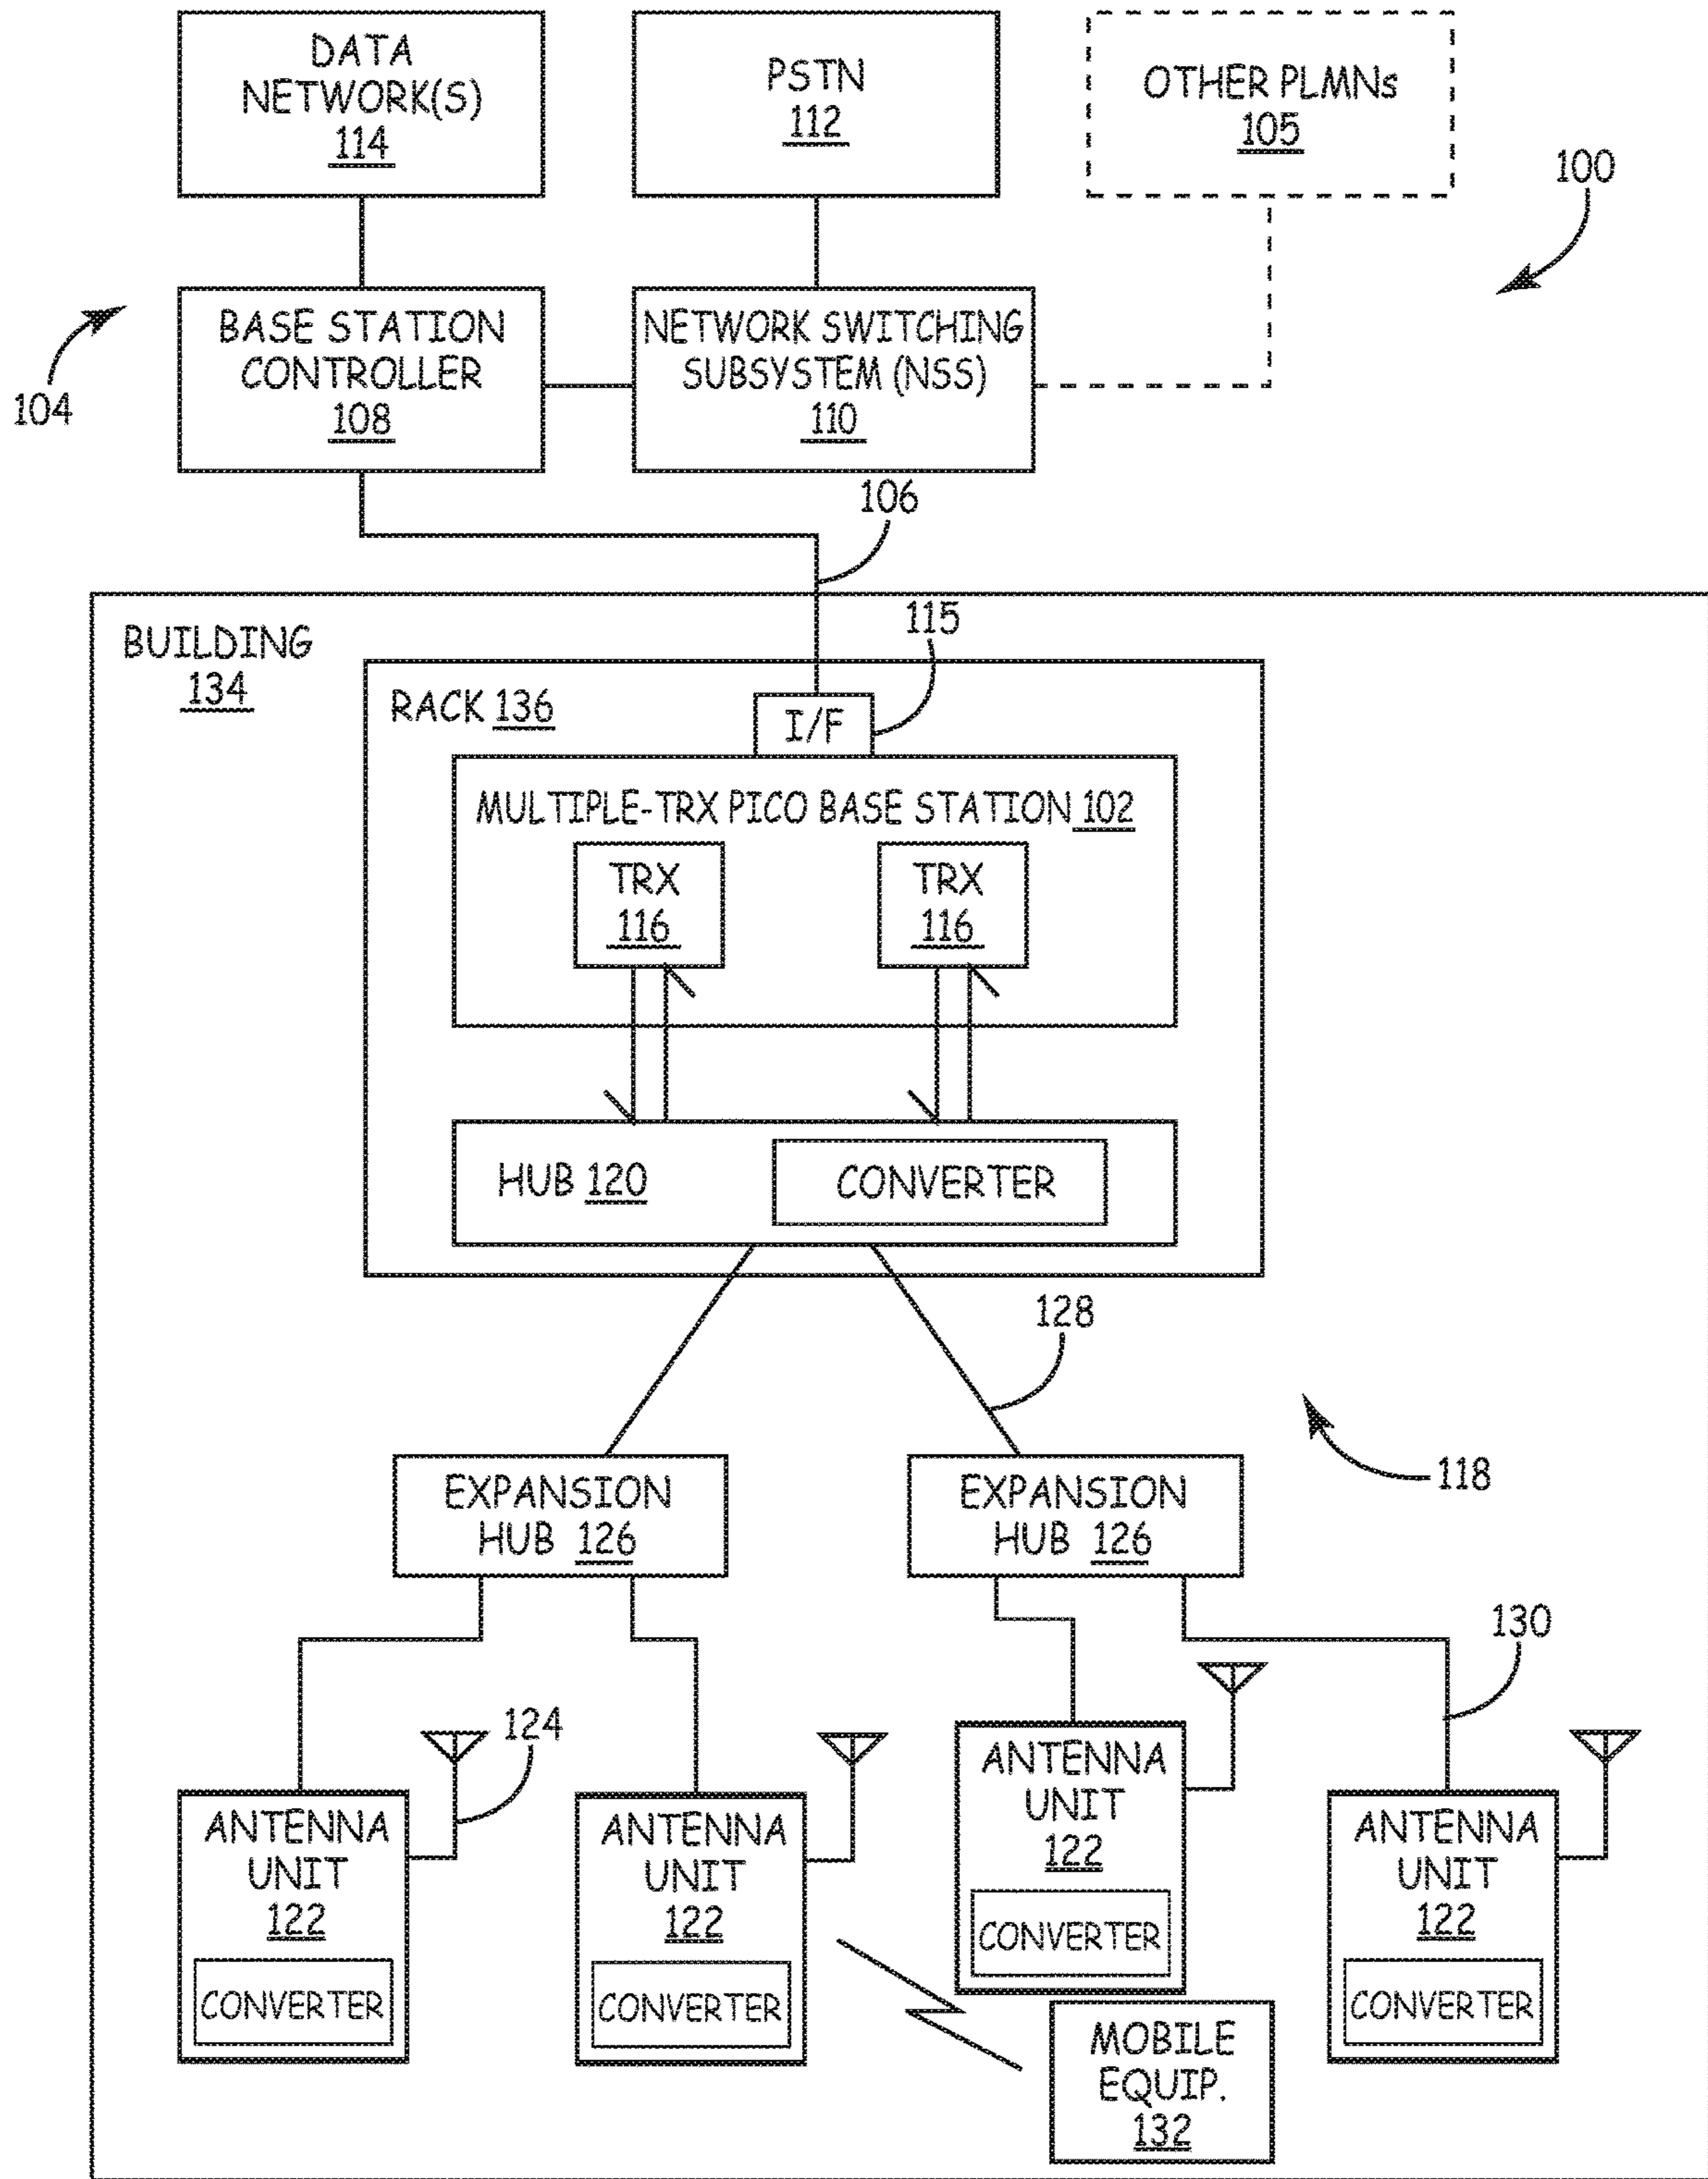 DATA
NETWORK(S)
114
PSTN
112
OTHER PLMNs
105
100
104
BASE STATION
CONTROLLER
108
NETWORK SWITCHING
SUBSYSTEM (NSS)
110
106
BUILDING
134
115
RACK 136
I/F
MULTIPLE-TRX PICO BASE STATION 102
TRX
116
TRX
116
HUB 120
CONVERTER
128
118
EXPANSION
HUB 126
EXPANSION
HUB 126
130
124
ANTENNA
UNIT
122
CONVERTER
ANTENNA
UNIT
122
CONVERTER
ANTENNA
UNIT
122
CONVERTER
ANTENNA
UNIT
122
CONVERTER
MOBILE
EQUIP.
132